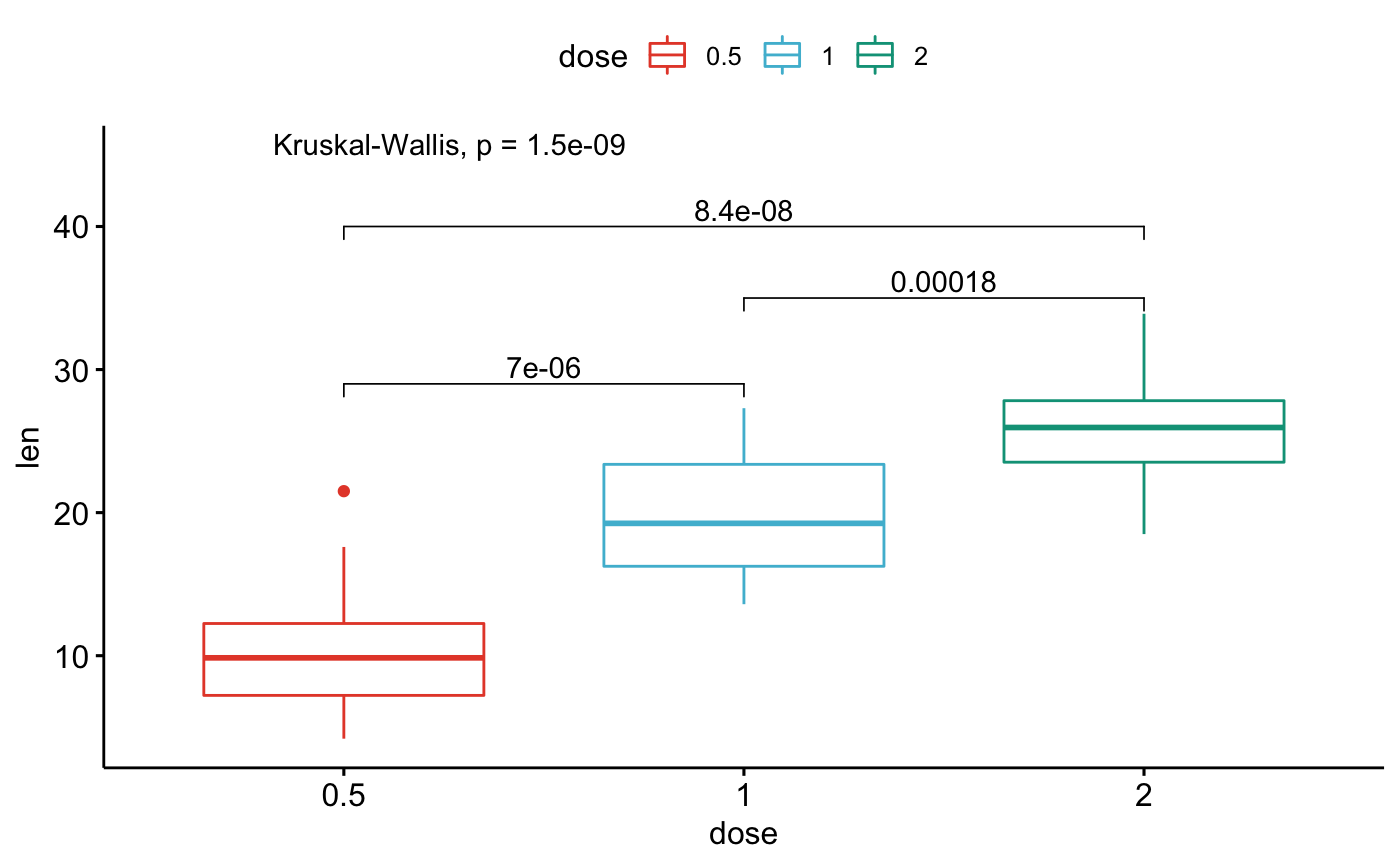 dose 0.5 1 2
Kruskal-Wallis, p = 1.5e-09
8.4e-08
40
0.00018
30
7e-06
len
20
10
0.5 1 2
dose